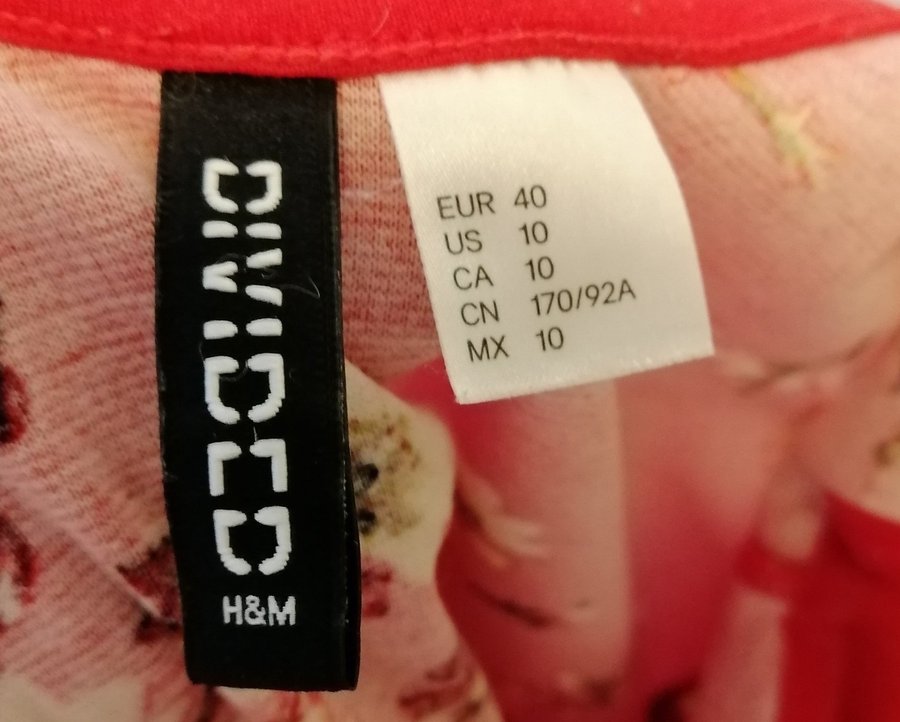 DIVIDED
H&M
EUR 40
US 10
CA 10
CN 170/92A
MX 10